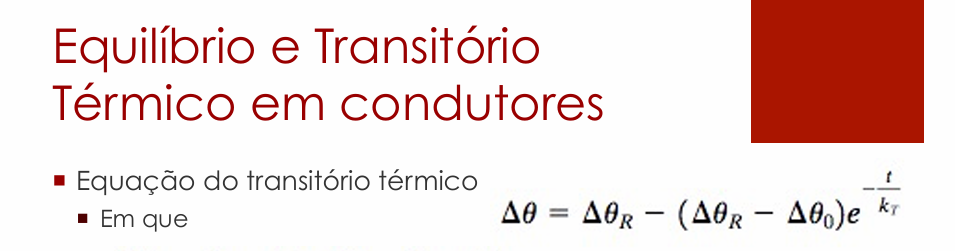 Equilíbrio e Transitório
Térmico em condutores
Equação do transitório térmico
Em que
Δθ = Δθ_R − (Δθ_R − Δθ_0)e^{−t/k_T}